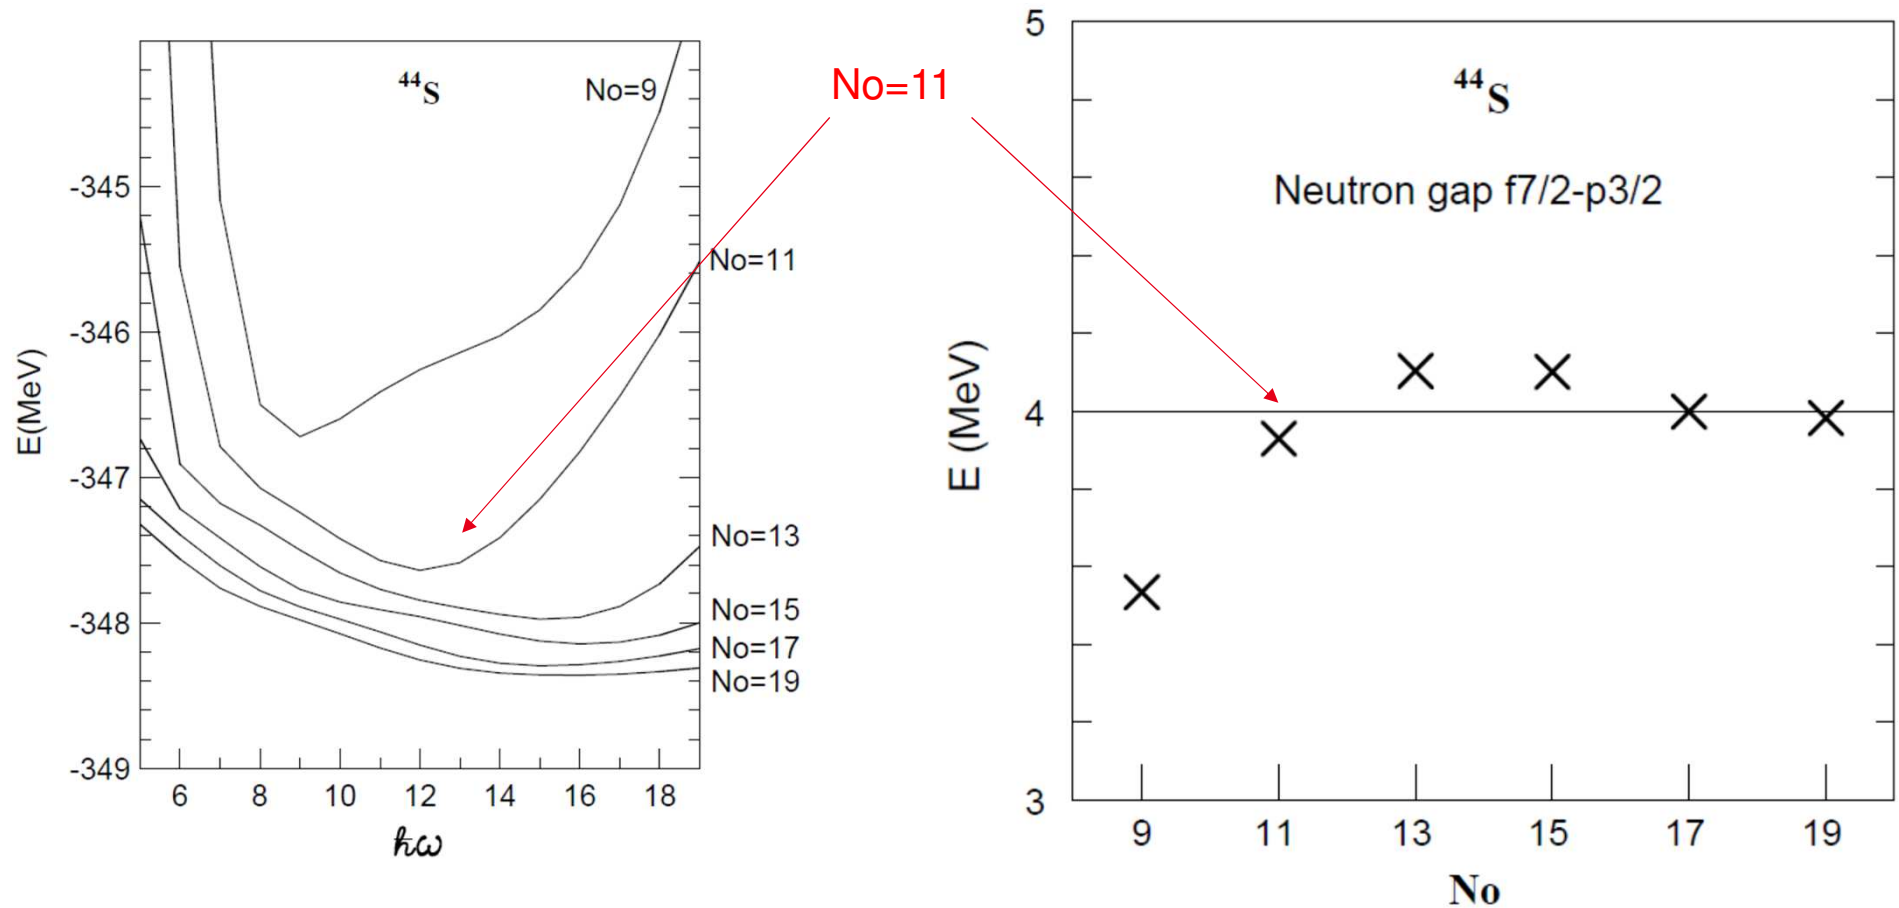 ⁴⁴S
No=9
-345
No=11
-346
E(MeV)
-347
No=13
No=15
-348
No=17
No=19
-349
6 8 10 12 14 16 18
ℏω
No=11
5
⁴⁴S
Neutron gap f7/2-p3/2
4
E (MeV)
3
9 11 13 15 17 19
No